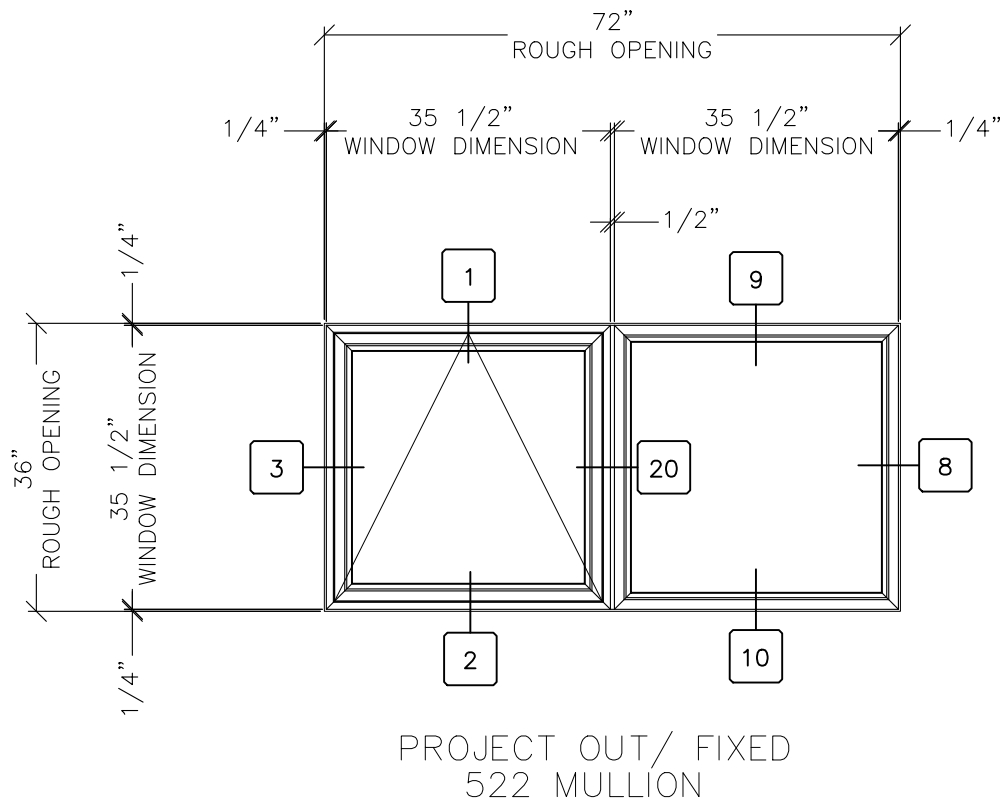 72”
ROUGH OPENING
1/4”
35 1/2”
WINDOW DIMENSION
35 1/2”
WINDOW DIMENSION
1/4”
1/2”
1/4”
1
9
36”
ROUGH OPENING
35 1/2”
WINDOW DIMENSION
3
20
8
1/4”
2
10
PROJECT OUT/ FIXED
522 MULLION